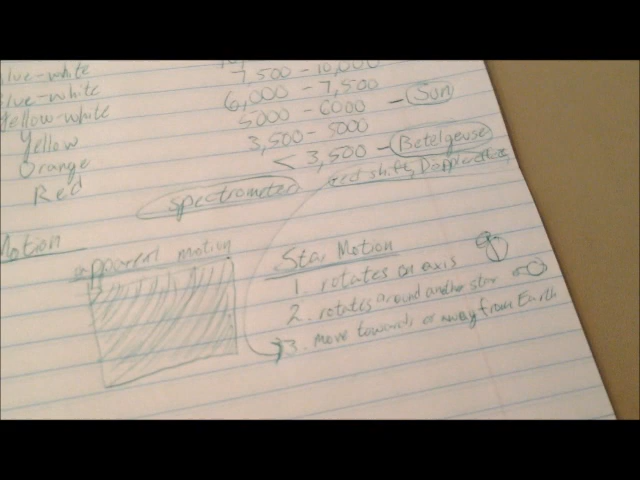 blue-white 7,500 - 10,000
Blue-white 6,000 - 7,500
Yellow-white 5000 - 6000 - Sun
Yellow 3,500 - 5000
Orange < 3,500 - Betelgeuse
Red
spectrometer red shift, Doppler effect
Motion
apparent motion
Star Motion
1. rotates on axis
2. rotates around another star
3. move towards or away from Earth